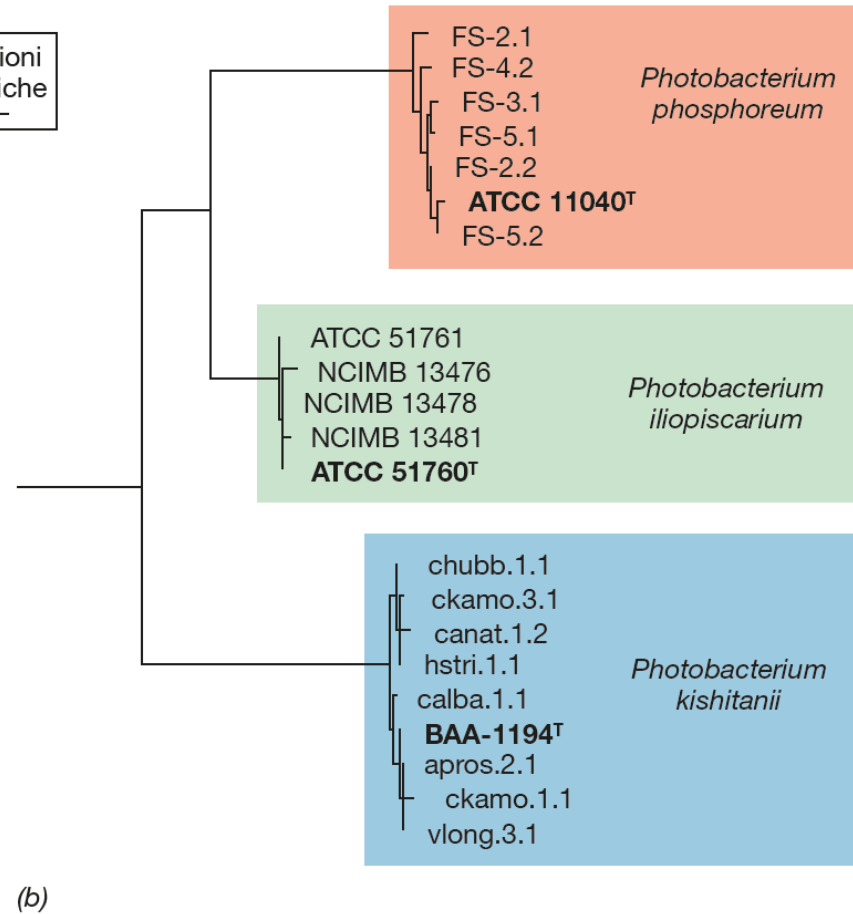 ioni
iche
FS-2.1
FS-4.2
FS-3.1
FS-5.1
FS-2.2
ATCC 11040ᵀ
FS-5.2
Photobacterium
phosphoreum
ATCC 51761
NCIMB 13476
NCIMB 13478
NCIMB 13481
ATCC 51760ᵀ
Photobacterium
iliopiscarium
chubb.1.1
ckamo.3.1
canat.1.2
hstri.1.1
calba.1.1
BAA-1194ᵀ
apros.2.1
ckamo.1.1
vlong.3.1
Photobacterium
kishitanii
(b)